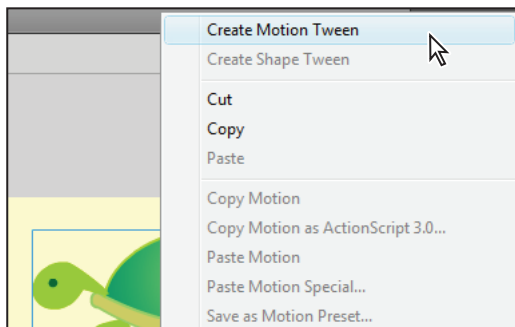 Create Motion Tween
Create Shape Tween
Cut
Copy
Paste
Copy Motion
Copy Motion as ActionScript 3.0...
Paste Motion
Paste Motion Special...
Save as Motion Preset...